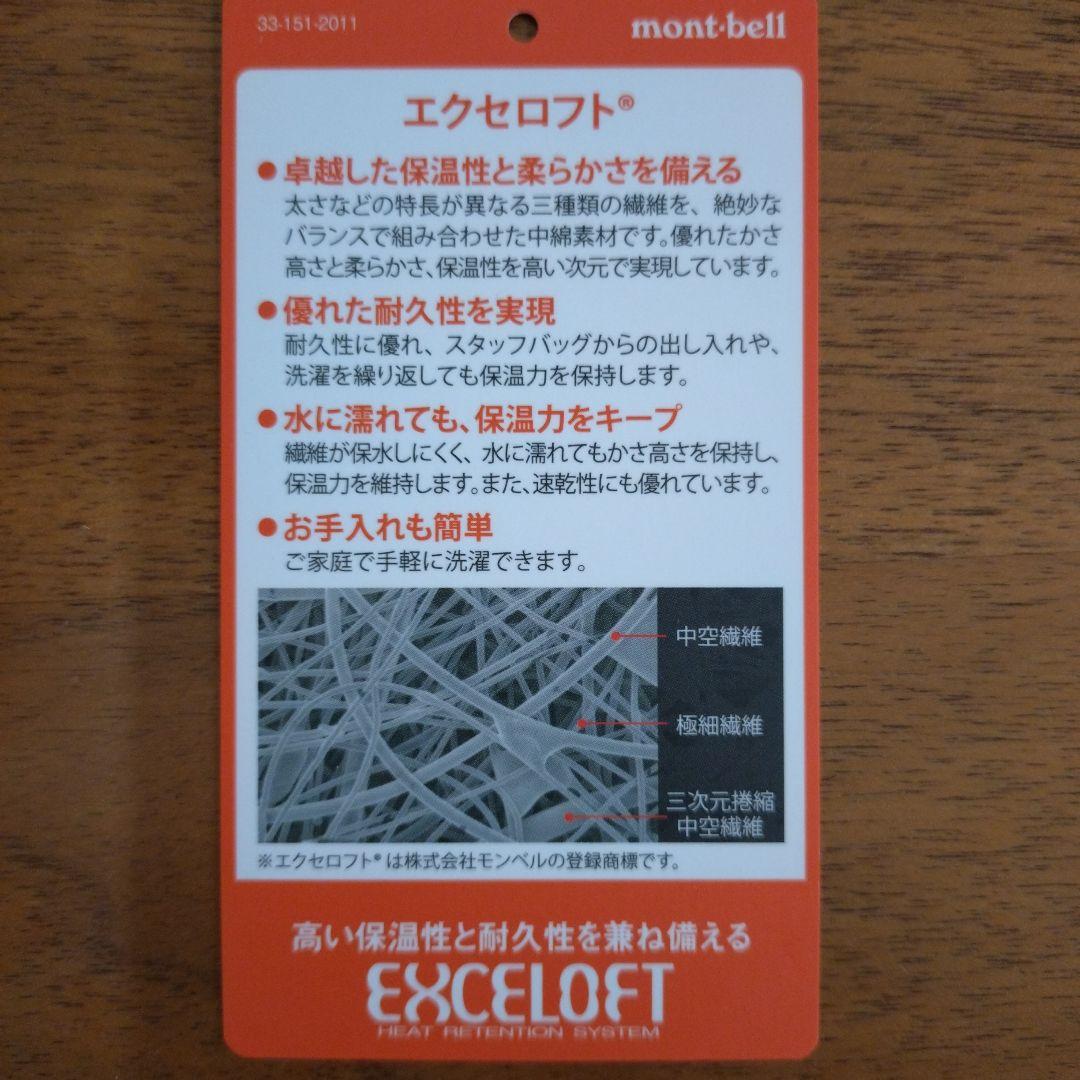 33-151-2011
mont-bell
エクセロフト®
●卓越した保温性と柔らかさを備える
太さなどの特長が異なる三種類の繊維を、絶妙な
バランスで組み合わせた中綿素材です。優れたかさ
高さと柔らかさ、保温性を高い次元で実現しています。
●優れた耐久性を実現
耐久性に優れ、スタッフバッグからの出し入れや、
洗濯を繰り返しても保温力を保持します。
●水に濡れても、保温力をキープ
繊維が保水しにくく、水に濡れてもかさ高さを保持し、
保温力を維持します。また、速乾性にも優れています。
●お手入れも簡単
ご家庭で手軽に洗濯できます。
中空繊維
極細繊維
三次元捲縮
中空繊維
※エクセロフト®は株式会社モンベルの登録商標です。
高い保温性と耐久性を兼ね備える
EXCELOFT
HEAT RETENTION SYSTEM